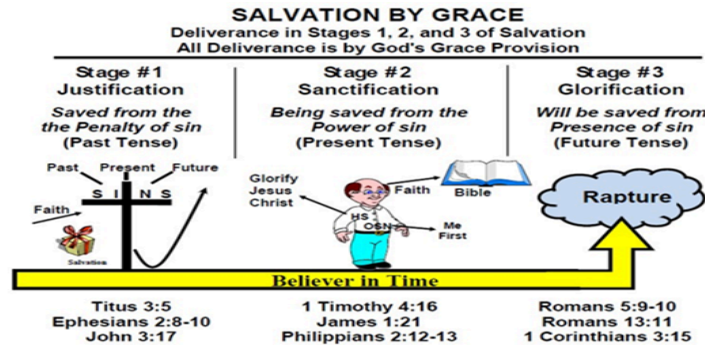 SALVATION BY GRACE
Deliverance in Stages 1, 2, and 3 of Salvation
All Deliverance is by God's Grace Provision
Stage #1
Justification
Saved from the
the Penalty of sin
(Past Tense)
Past Present Future
S I N S
Faith
Salvation
Stage #2
Sanctification
Being saved from the
Power of sin
(Present Tense)
Glorify
Jesus
Christ
Faith
Bible
HS
OSN
Me
First
Stage #3
Glorification
Will be saved from
Presence of sin
(Future Tense)
Rapture
Believer in Time
Titus 3:5
Ephesians 2:8-10
John 3:17
1 Timothy 4:16
James 1:21
Philippians 2:12-13
Romans 5:9-10
Romans 13:11
1 Corinthians 3:15